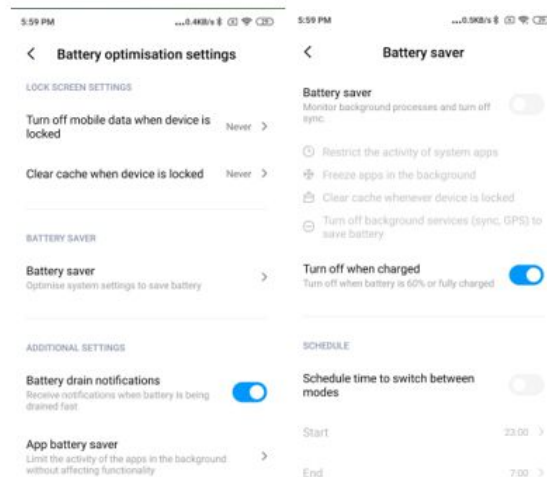 5:59 PM
...0.4KB/s
Battery optimisation settings
LOCK SCREEN SETTINGS
Turn off mobile data when device is
locked
Never
Clear cache when device is locked
Never
BATTERY SAVER
Battery saver
Optimise system settings to save battery
ADDITIONAL SETTINGS
Battery drain notifications
Receive notifications when battery is being
drained fast
App battery saver
Limit the activity of the apps in the background
without affecting functionality
5:59 PM
...0.5KB/s
Battery saver
Battery saver
Monitor background processes and turn off
sync.
Restrict the activity of system apps
Freeze apps in the background
Clear cache whenever device is locked
Turn off background services (sync, GPS) to
save battery
Turn off when charged
Turn off when battery is 60% or fully charged
SCHEDULE
Schedule time to switch between
modes
Start
23:00
End
7:00